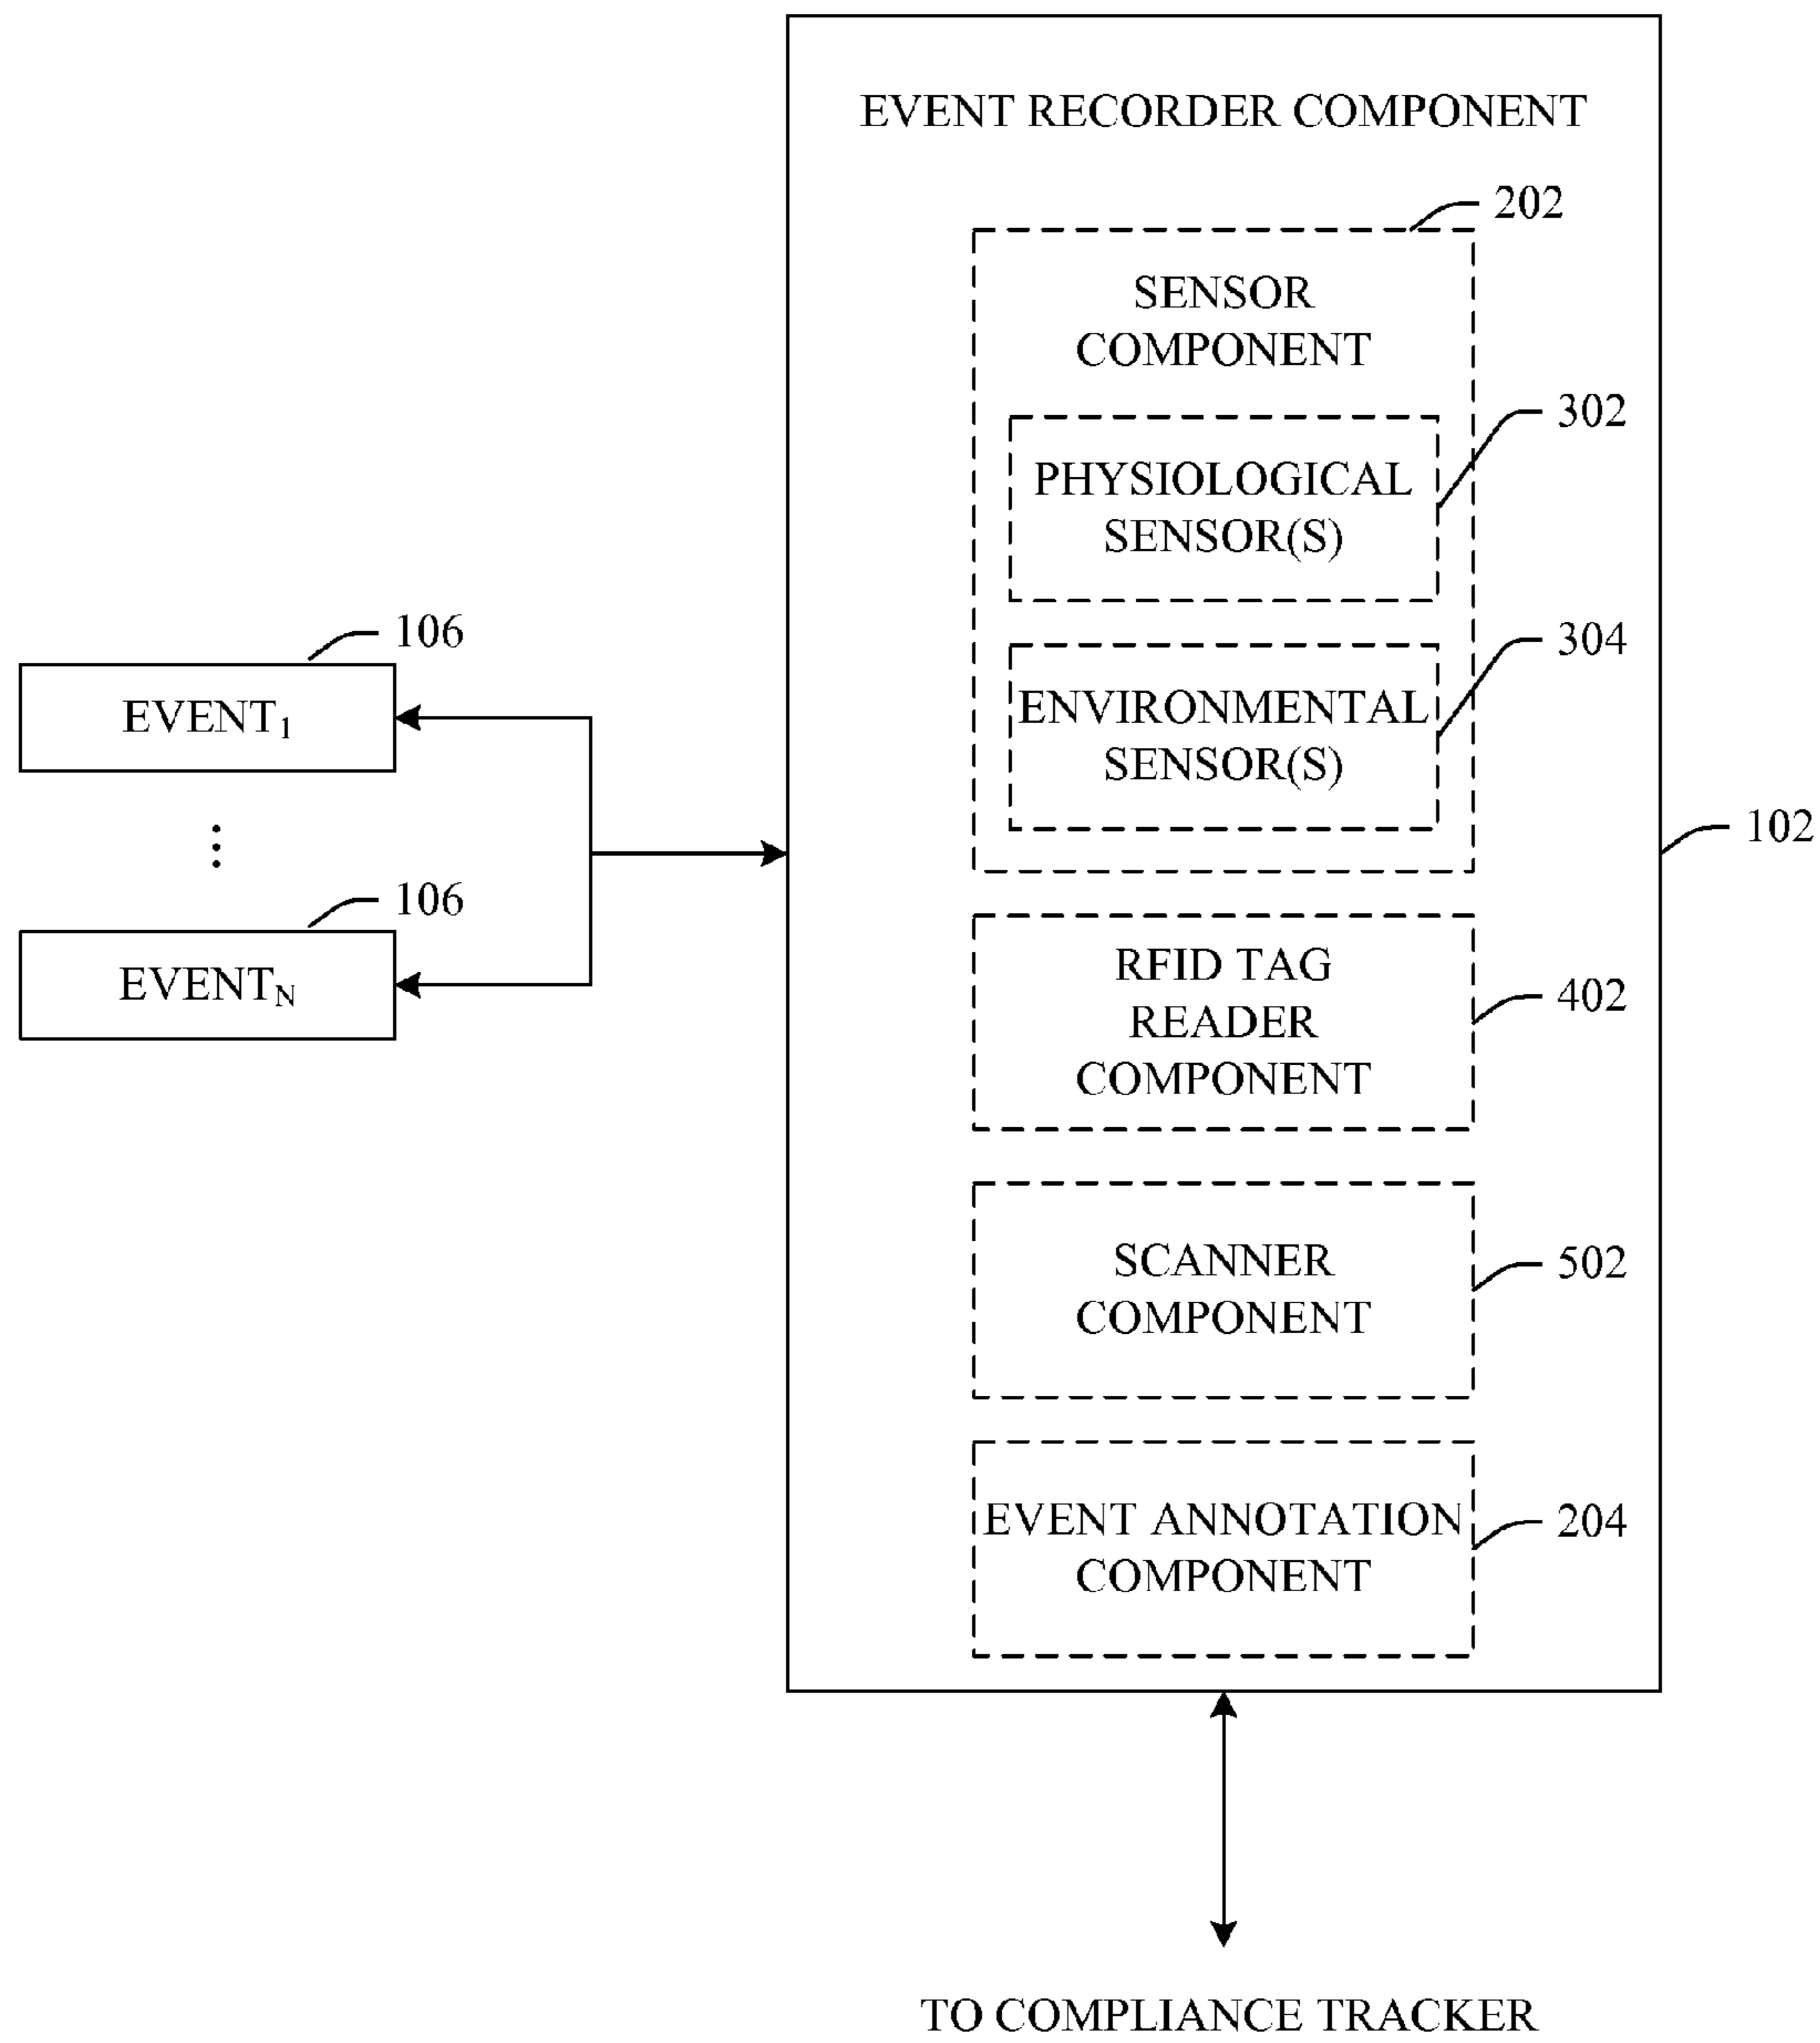 EVENT RECORDER COMPONENT
202
SENSOR
COMPONENT
302
PHYSIOLOGICAL
SENSOR(S)
106
304
EVENT₁
ENVIRONMENTAL
SENSOR(S)
102
106
EVENT_N
RFID TAG
READER
COMPONENT
402
SCANNER
COMPONENT
502
EVENT ANNOTATION
COMPONENT
204
TO COMPLIANCE TRACKER